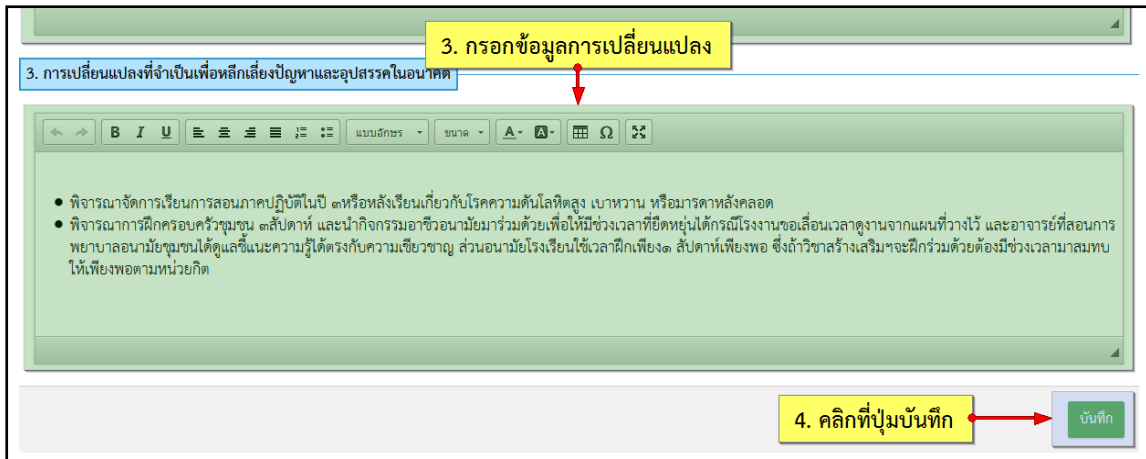 3. กรอกข้อมูลการเปลี่ยนแปลง
3. การเปลี่ยนแปลงที่จำเป็นเพื่อหลีกเลี่ยงปัญหาและอุปสรรคในอนาคต
B I U แบบอักษร ขนาด A A Ω
• พิจารณาจัดการเรียนการสอนภาคปฏิบัติในปี ๓หรือหลังเรียนเกี่ยวกับโรคความดันโลหิตสูง เบาหวาน หรือมารดาหลังคลอด
• พิจารณาการฝึกครอบครัวชุมชน ๓สัปดาห์ และนำกิจกรรมอาชีวอนามัยมาร่วมด้วยเพื่อให้มีช่วงเวลาที่ยืดหยุ่นได้กรณีโรงงานขอเลื่อนเวลาดูงานจากแผนที่วางไว้ และอาจารย์ที่สอนการ
พยาบาลอนามัยชุมชนได้ดูแลชี้แนะความรู้ได้ตรงกับความเชียวชาญ ส่วนอนามัยโรงเรียนใช้เวลาฝึกเพียง๑ สัปดาห์เพียงพอ ซึ่งถ้าวิชาสร้างเสริมฯจะฝึกร่วมด้วยต้องมีช่วงเวลามาสมทบ
ให้เพียงพอตามหน่วยกิต
4. คลิกที่ปุ่มบันทึก
บันทึก